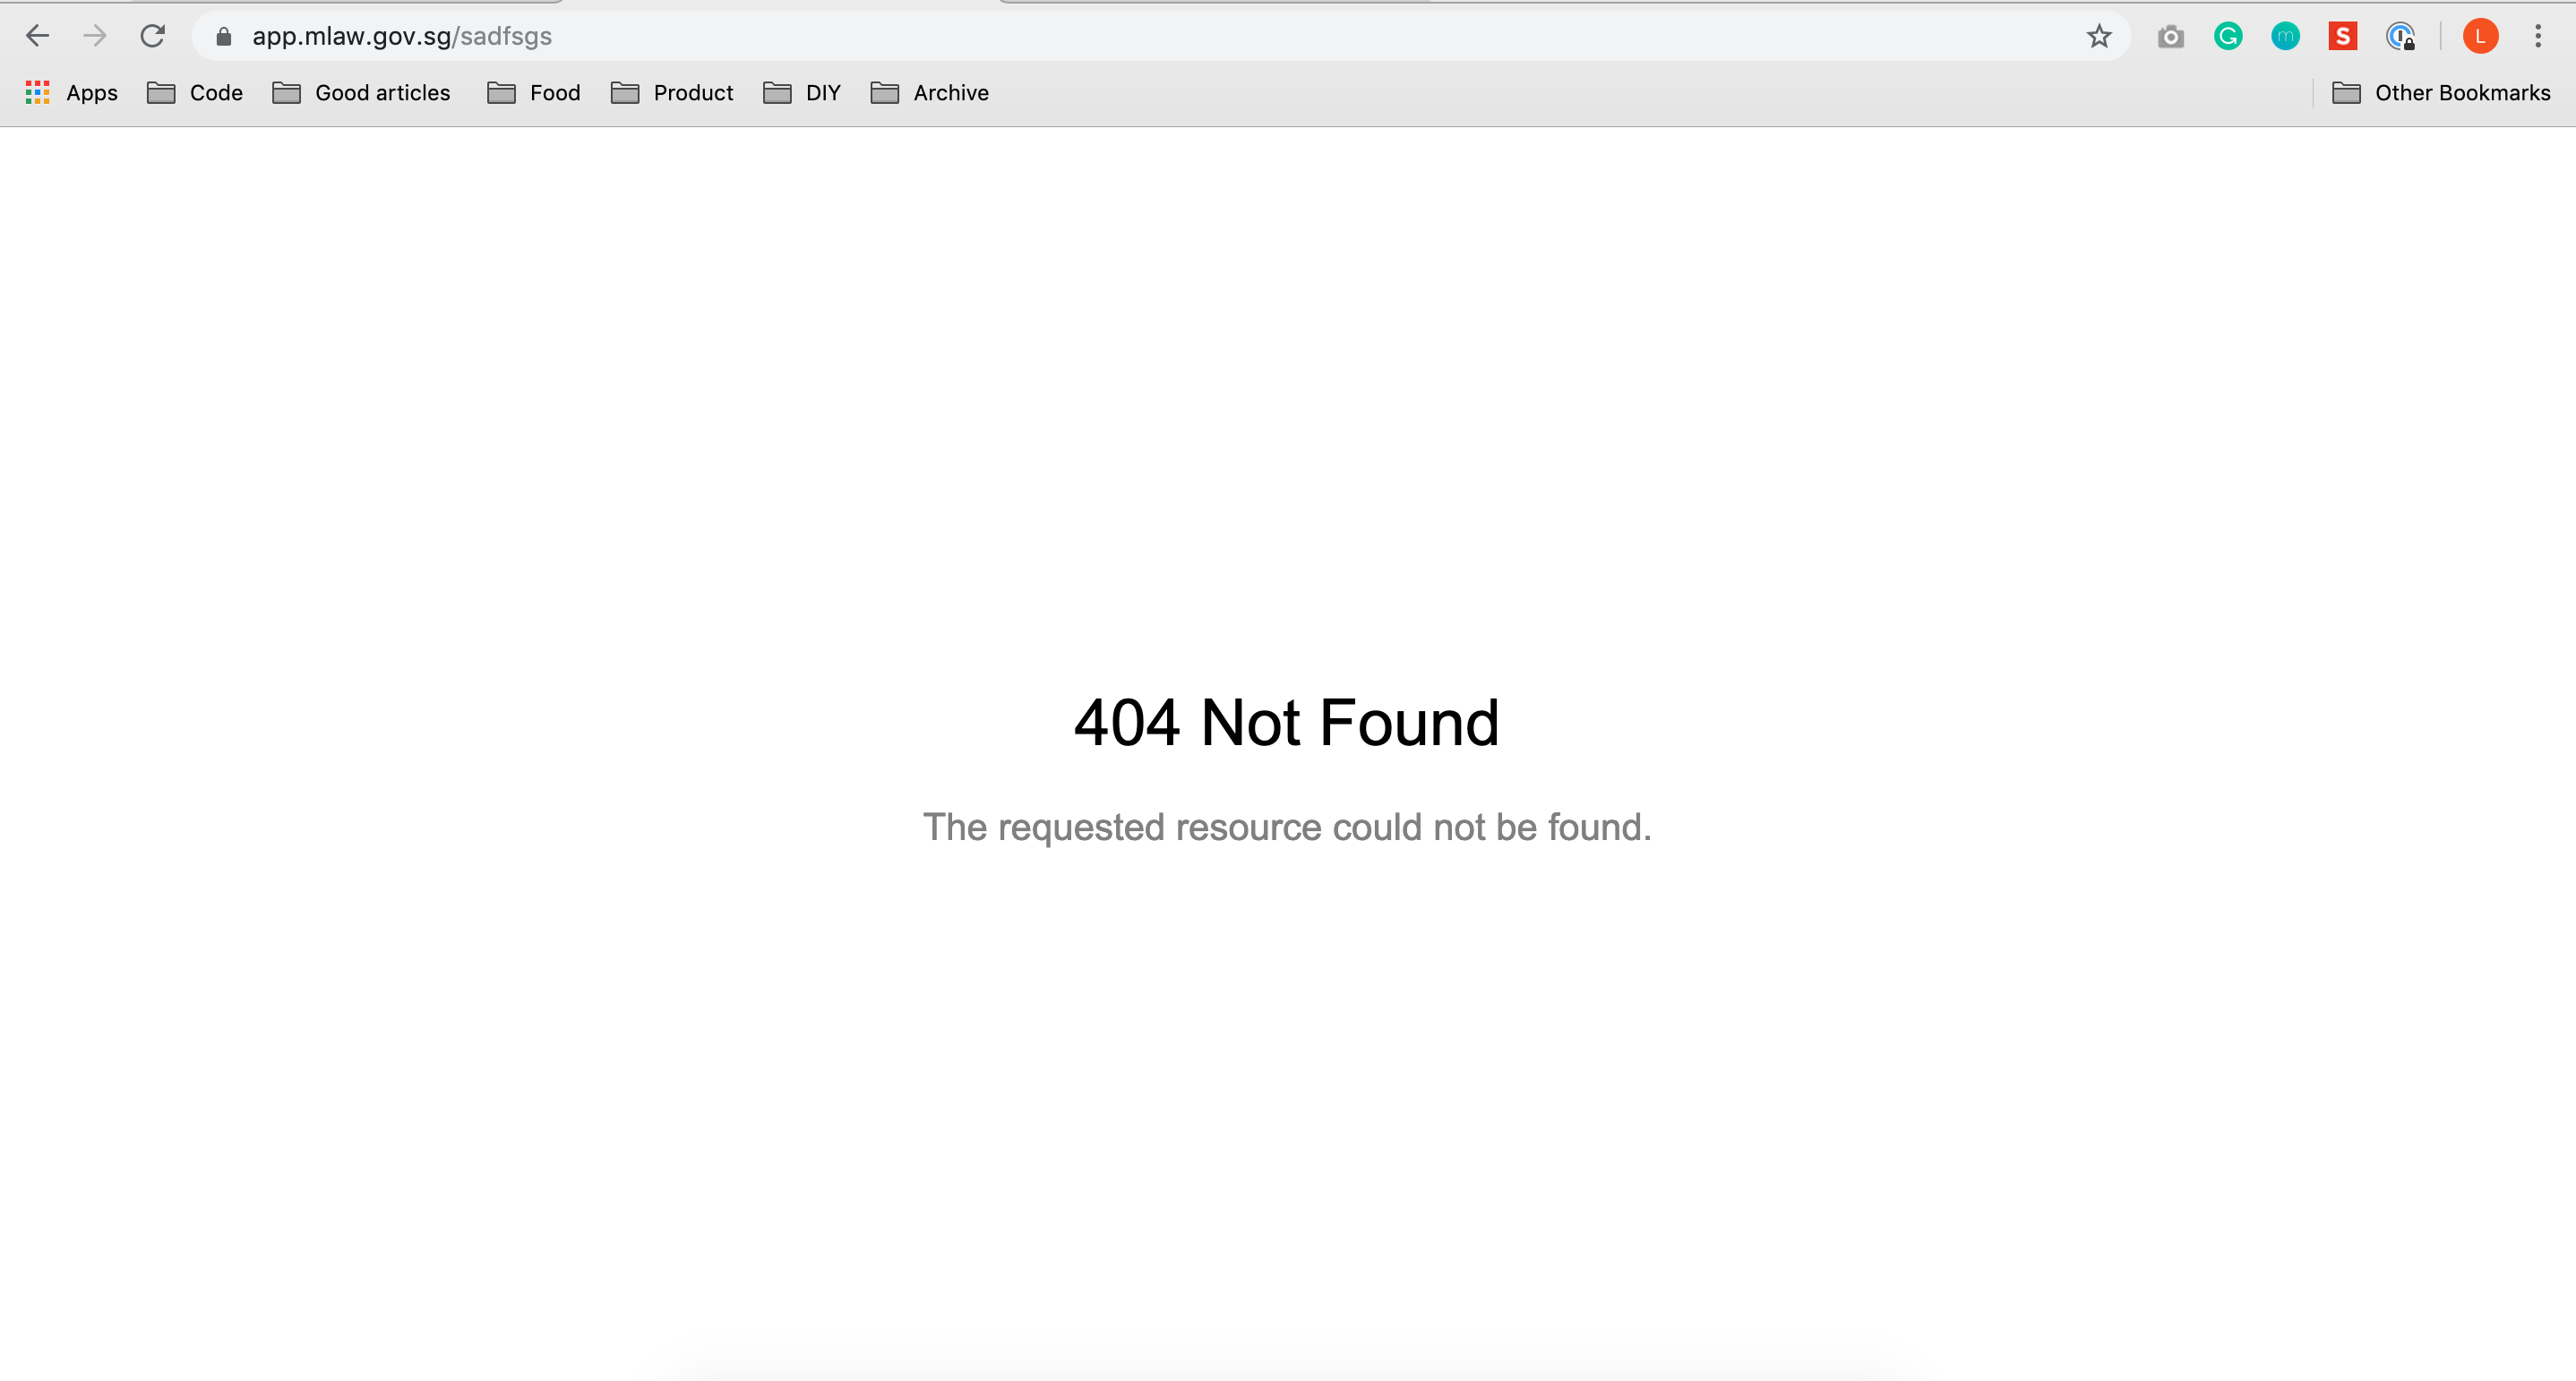 app.mlaw.gov.sg/sadfsgs
G m S L
Apps Code Good articles Food Product DIY Archive Other Bookmarks
404 Not Found
The requested resource could not be found.